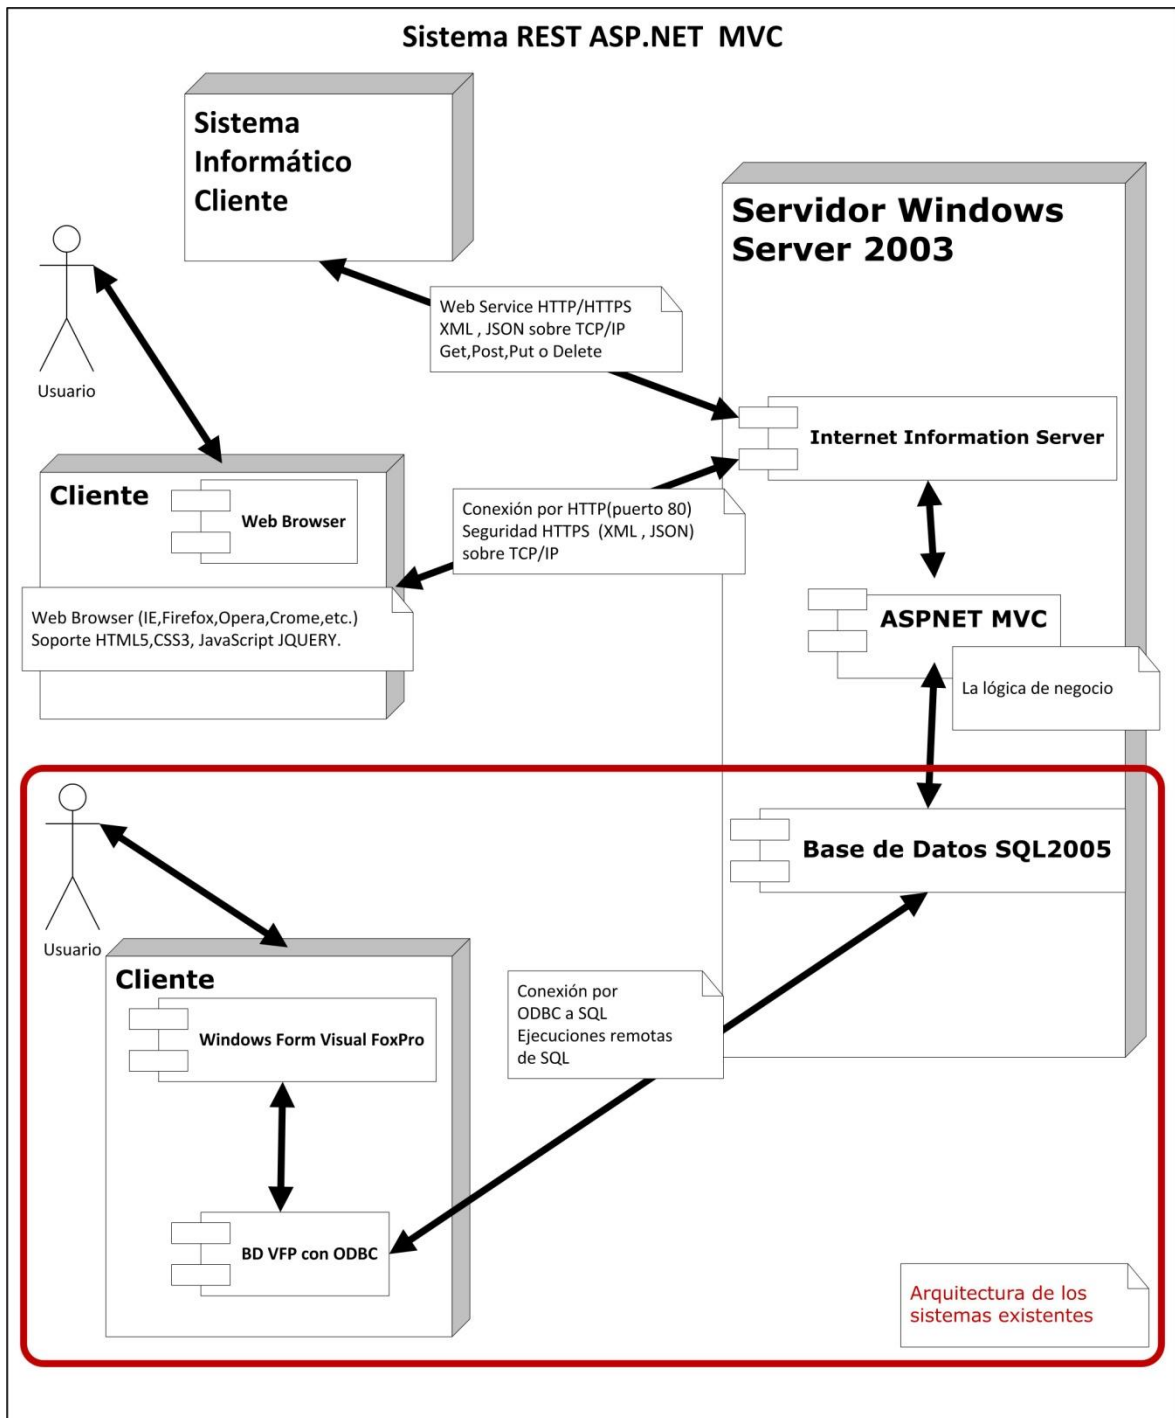 Sistema REST ASP.NET MVC
Sistema
Informático
Cliente
Servidor Windows
Server 2003
Usuario
Web Service HTTP/HTTPS
XML , JSON sobre TCP/IP
Get,Post,Put o Delete
Internet Information Server
Cliente
Web Browser
Conexión por HTTP(puerto 80)
Seguridad HTTPS (XML , JSON)
sobre TCP/IP
Web Browser (IE,Firefox,Opera,Crome,etc.)
Soporte HTML5,CSS3, JavaScript JQUERY.
ASPNET MVC
La lógica de negocio
Usuario
Base de Datos SQL2005
Cliente
Windows Form Visual FoxPro
Conexión por
ODBC a SQL
Ejecuciones remotas
de SQL
BD VFP con ODBC
Arquitectura de los
sistemas existentes